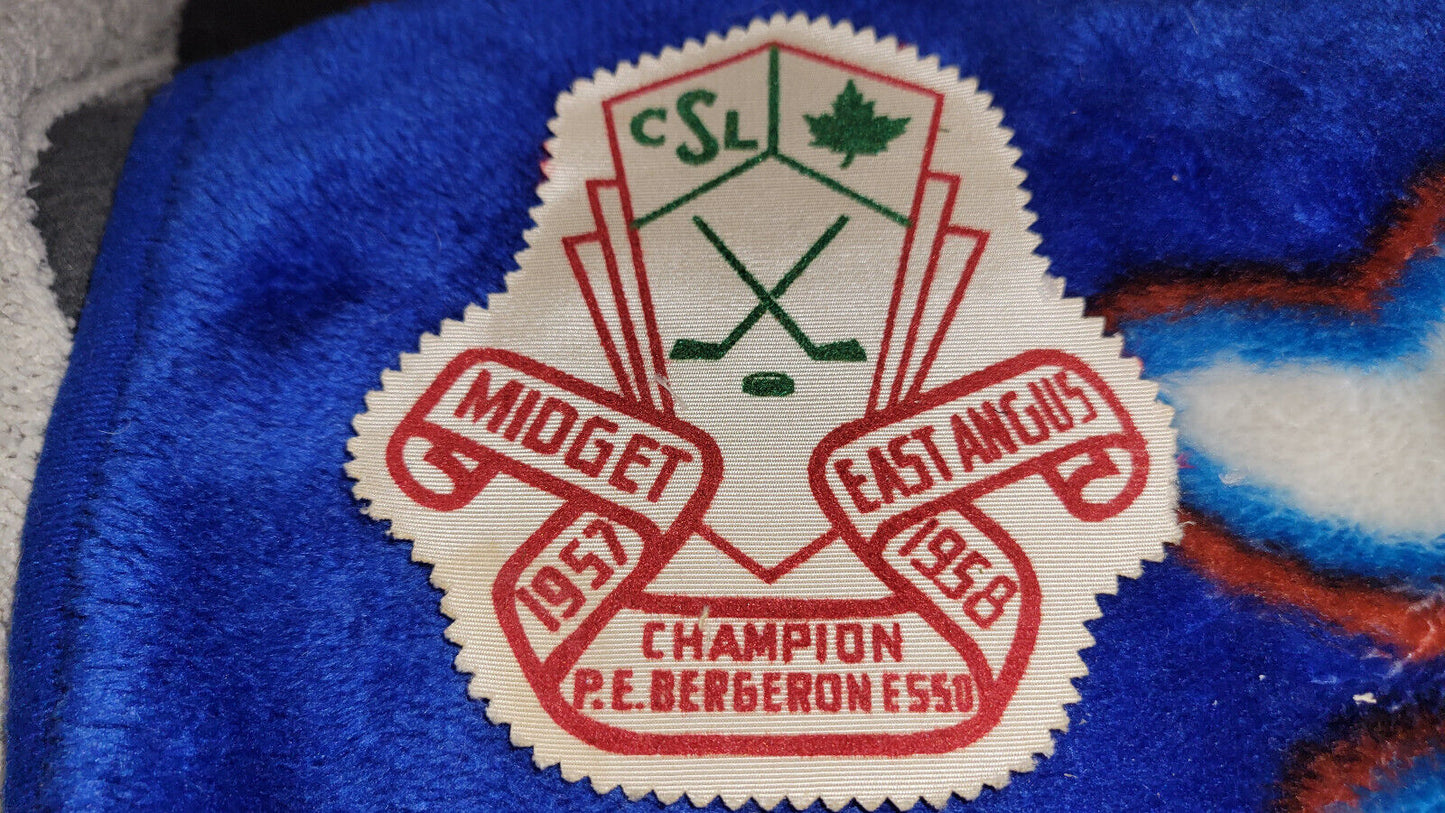 CSL
MIDGET
EAST ANGUS
1957
1958
CHAMPION
P.E. BERGERON ESSO